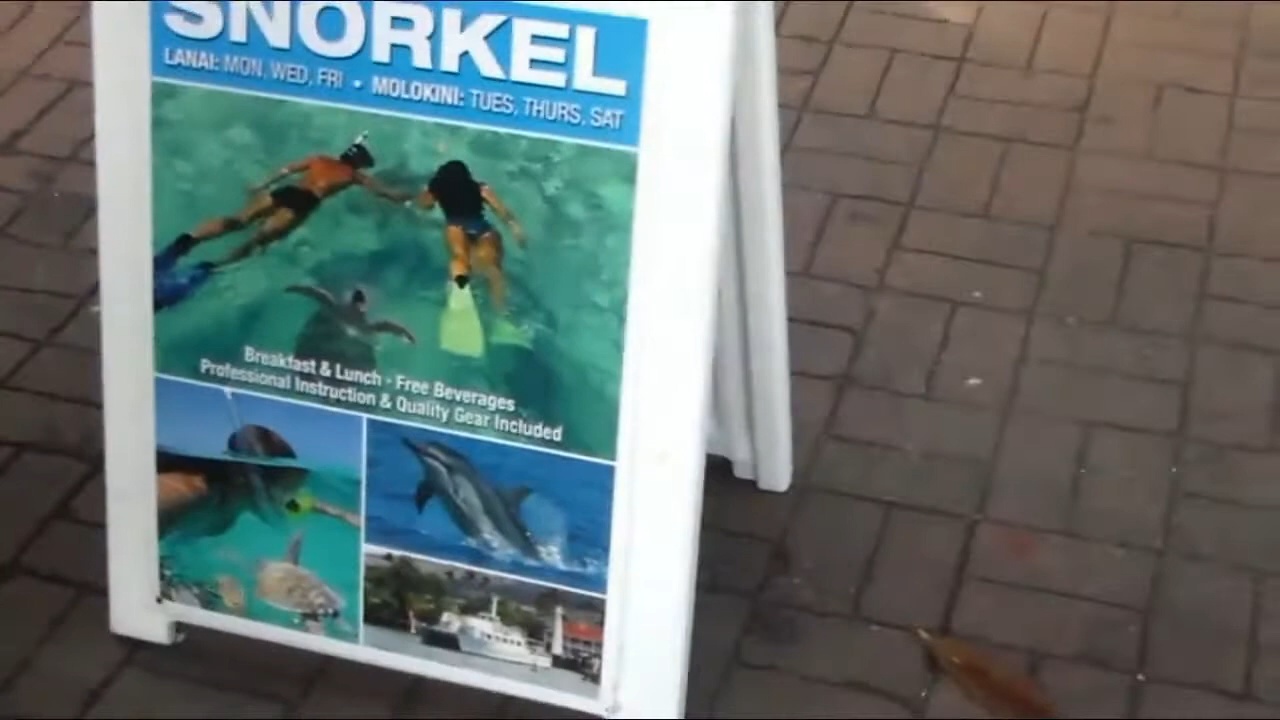 SNORKEL
LANAI: MON, WED, FRI • MOLOKINI: TUES, THURS, SAT
Breakfast & Lunch - Free Beverages
Professional Instruction & Quality Gear Included